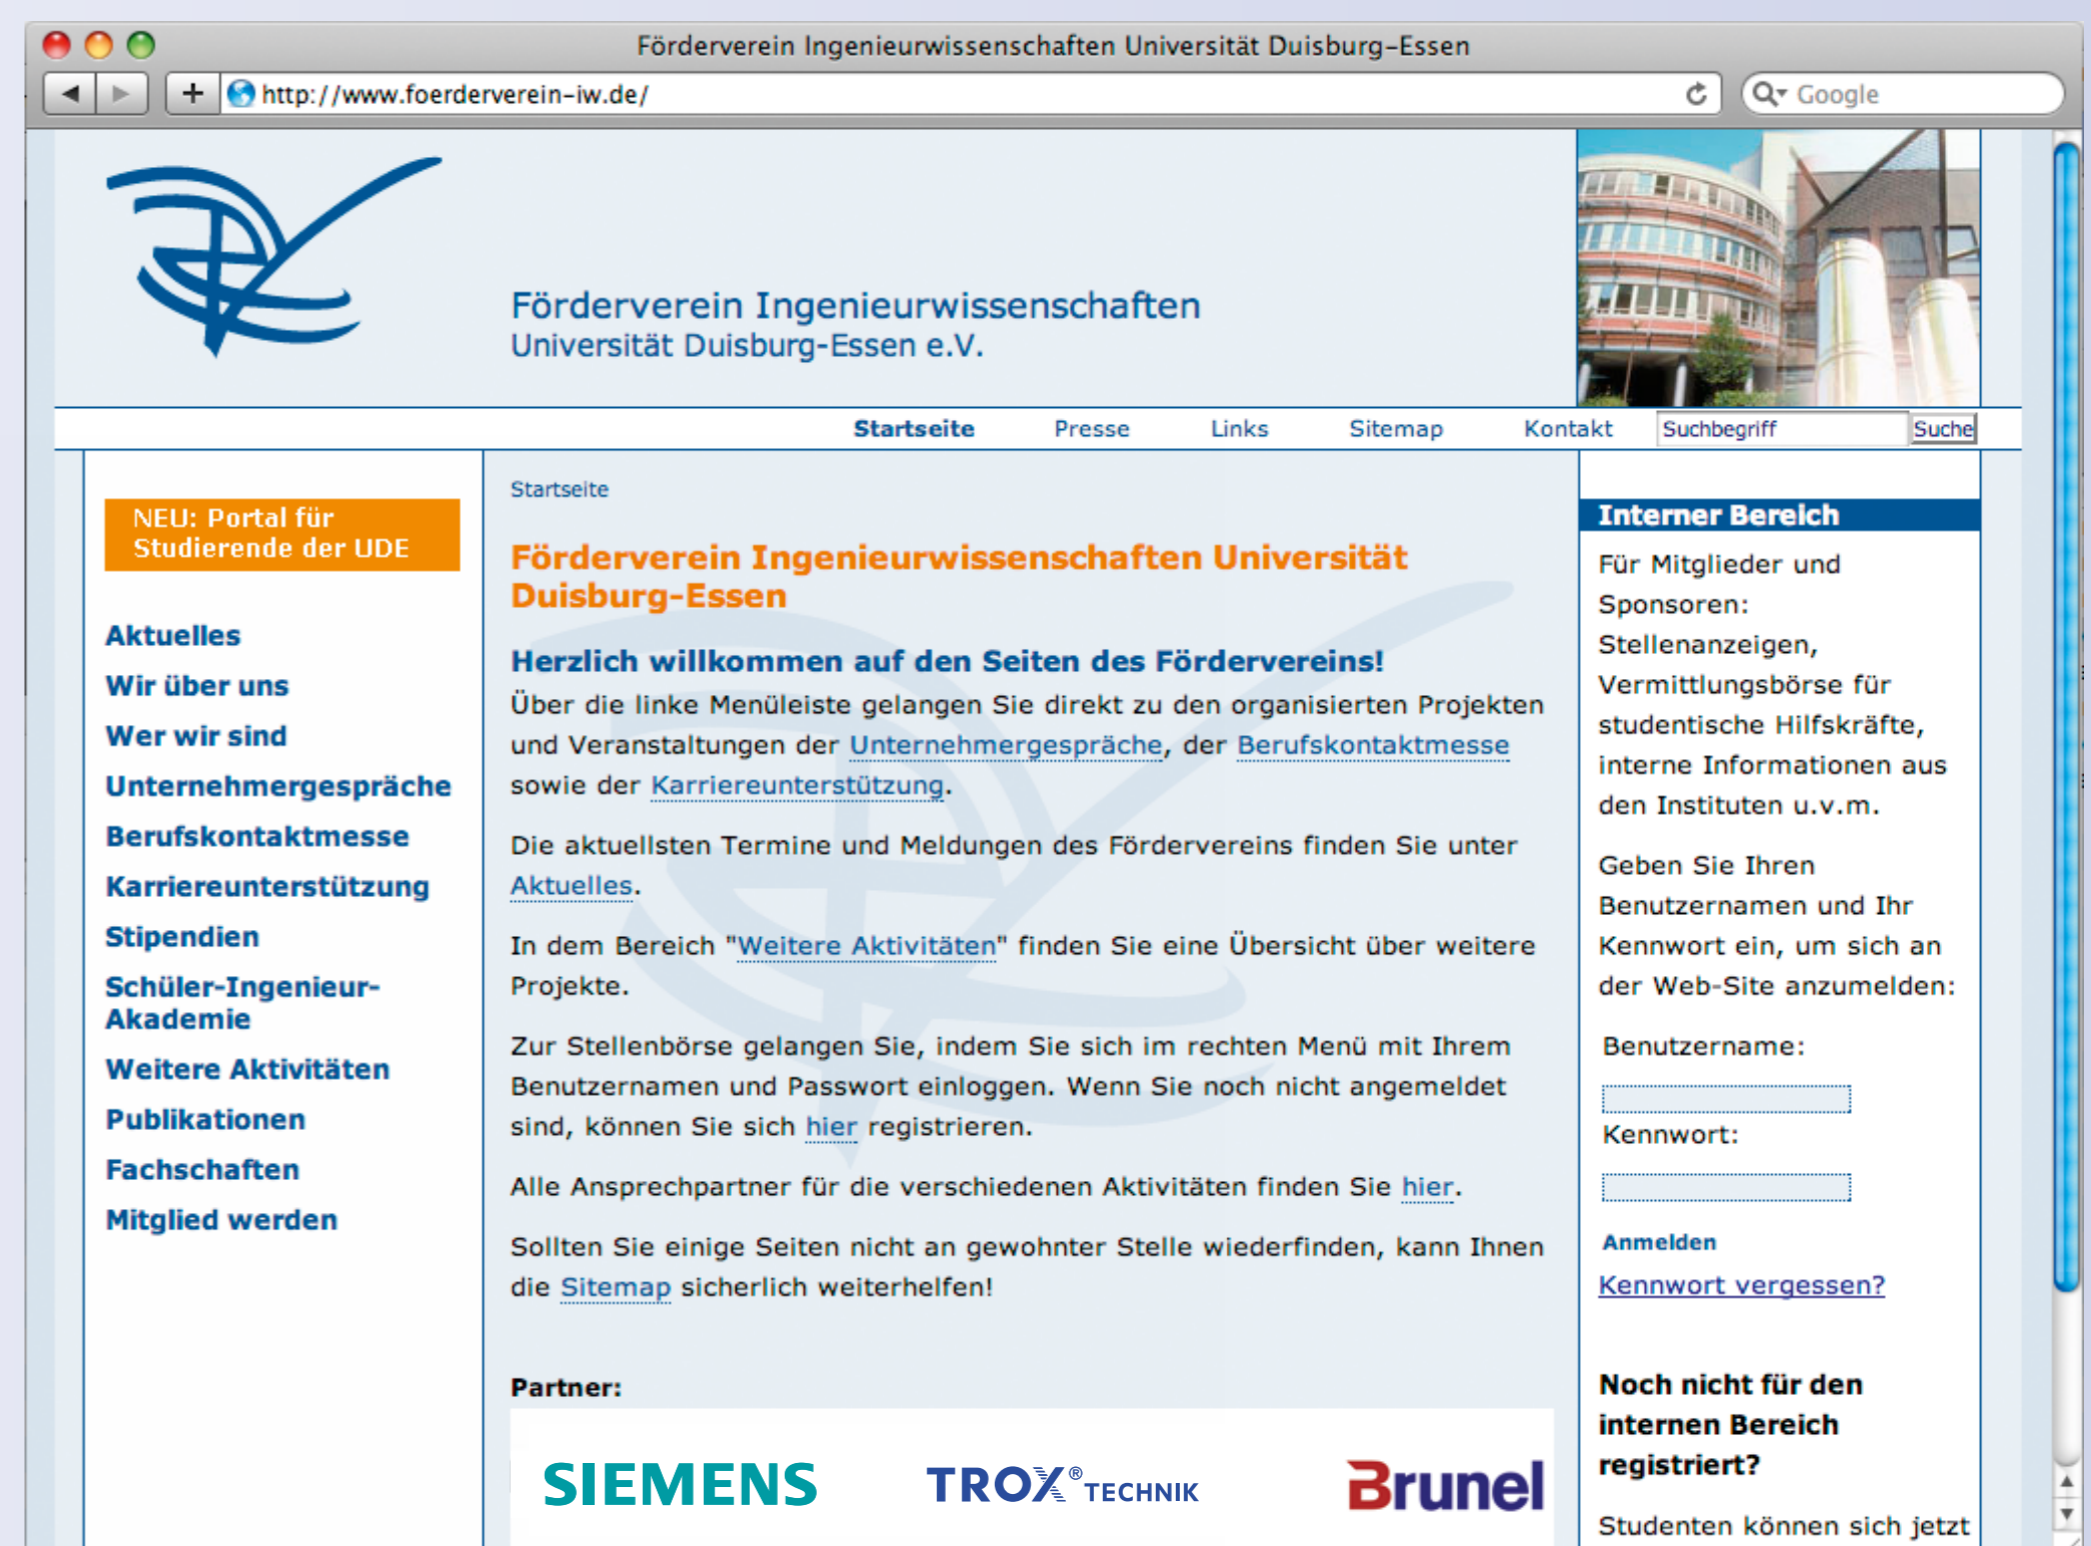 Förderverein Ingenieurwissenschaften Universität Duisburg-Essen
http://www.foerderverein-iw.de/
Google
Förderverein Ingenieurwissenschaften
Universität Duisburg-Essen e.V.
Startseite Presse Links Sitemap Kontakt Suchbegriff Suche
NEU: Portal für
Studierende der UDE
Aktuelles
Wir über uns
Wer wir sind
Unternehmergespräche
Berufskontaktmesse
Karriereunterstützung
Stipendien
Schüler-Ingenieur-
Akademie
Weitere Aktivitäten
Publikationen
Fachschaften
Mitglied werden
Startseite
Förderverein Ingenieurwissenschaften Universität
Duisburg-Essen
Herzlich willkommen auf den Seiten des Fördervereins!
Über die linke Menüleiste gelangen Sie direkt zu den organisierten Projekten
und Veranstaltungen der Unternehmergespräche, der Berufskontaktmesse
sowie der Karriereunterstützung.
Die aktuellsten Termine und Meldungen des Fördervereins finden Sie unter
Aktuelles.
In dem Bereich "Weitere Aktivitäten" finden Sie eine Übersicht über weitere
Projekte.
Zur Stellenbörse gelangen Sie, indem Sie sich im rechten Menü mit Ihrem
Benutzernamen und Passwort einloggen. Wenn Sie noch nicht angemeldet
sind, können Sie sich hier registrieren.
Alle Ansprechpartner für die verschiedenen Aktivitäten finden Sie hier.
Sollten Sie einige Seiten nicht an gewohnter Stelle wiederfinden, kann Ihnen
die Sitemap sicherlich weiterhelfen!
Partner:
SIEMENS
TROX® TECHNIK
Brunel
Interner Bereich
Für Mitglieder und
Sponsoren:
Stellenanzeigen,
Vermittlungsbörse für
studentische Hilfskräfte,
interne Informationen aus
den Instituten u.v.m.
Geben Sie Ihren
Benutzernamen und Ihr
Kennwort ein, um sich an
der Web-Site anzumelden:
Benutzername:
Kennwort:
Anmelden
Kennwort vergessen?
Noch nicht für den
internen Bereich
registriert?
Studenten können sich jetzt